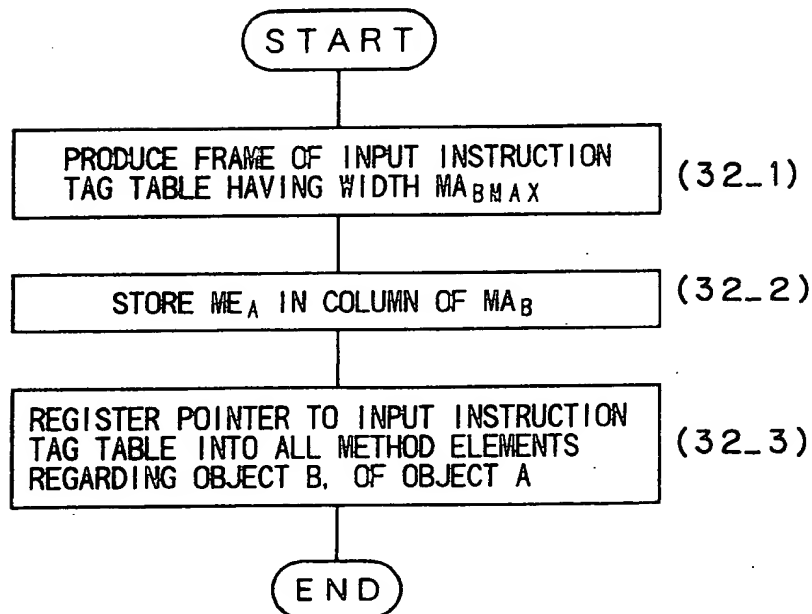 START
PRODUCE FRAME OF INPUT INSTRUCTION
TAG TABLE HAVING WIDTH MA_BMAX
(32_1)
STORE ME_A IN COLUMN OF MA_B
(32_2)
REGISTER POINTER TO INPUT INSTRUCTION
TAG TABLE INTO ALL METHOD ELEMENTS
REGARDING OBJECT B, OF OBJECT A
(32_3)
END